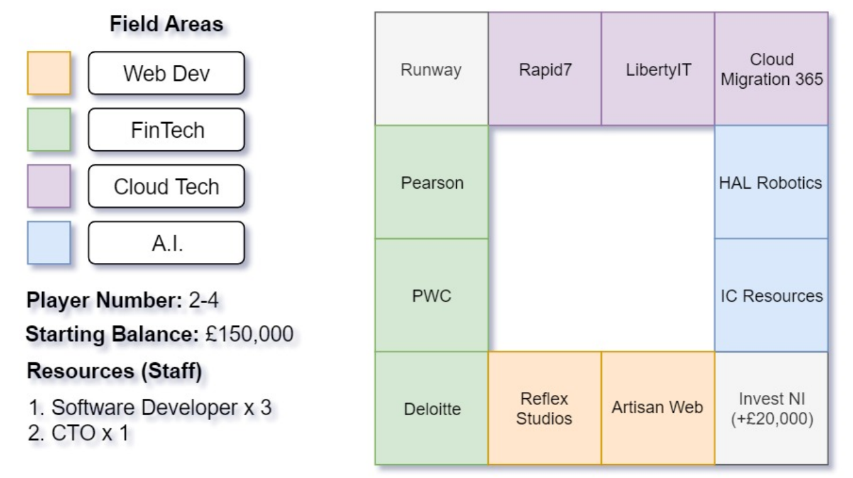 Field Areas
Web Dev
FinTech
Cloud Tech
A.I.
Player Number: 2-4
Starting Balance: £150,000
Resources (Staff)
1. Software Developer x 3
2. CTO x 1
Runway
Rapid7
LibertyIT
Cloud
Migration 365
Pearson
HAL Robotics
PWC
IC Resources
Deloitte
Reflex
Studios
Artisan Web
Invest NI
(+£20,000)